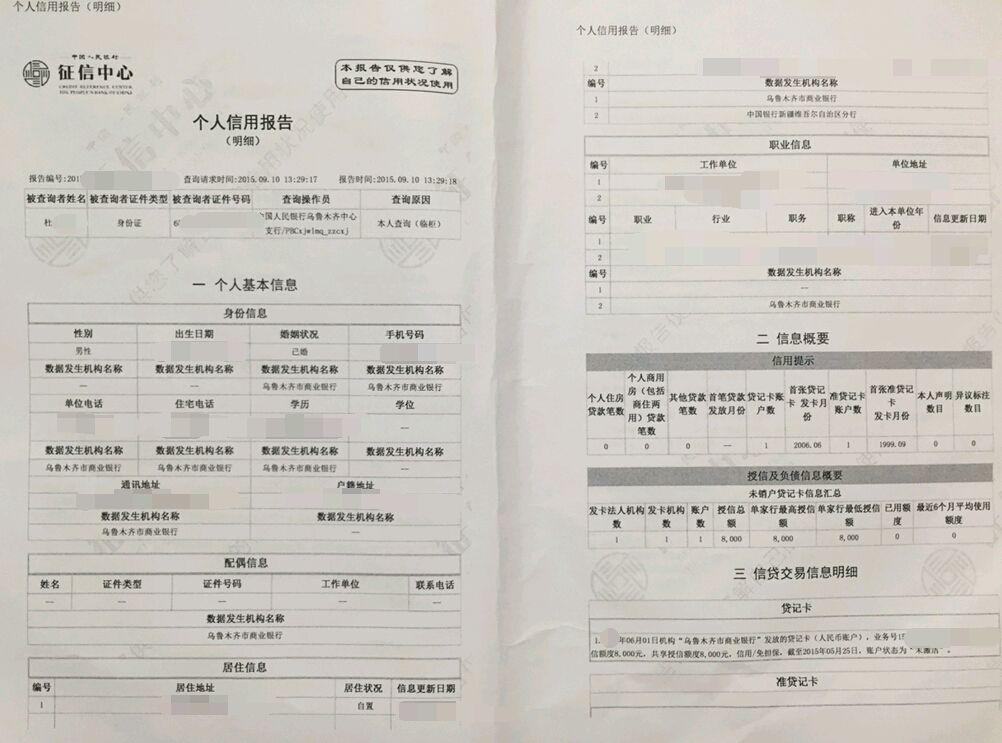 个人信用报告（明细）
中国人民银行
征信中心
CREDIT REFERENCE CENTER
THE PEOPLE'S BANK OF CHINA
本报告仅供您了解
自己的信用状况使用
个人信用报告
（明细）
报告编号:201 查询请求时间:2015.09.10 13:29:17 报告时间:2015.09.10 13:29:18
被查询者姓名 被查询者证件类型 被查询者证件号码 查询操作员 查询原因
杜 身份证 6 中国人民银行乌鲁木齐中心 本人查询（临柜）
支行/PBCxjwlmq_zzcxj
一 个人基本信息
身份信息
性别 出生日期 婚姻状况 手机号码
男性 已婚
数据发生机构名称 数据发生机构名称 数据发生机构名称 数据发生机构名称
— — 乌鲁木齐市商业银行 乌鲁木齐市商业银行
单位电话 住宅电话 学历 学位
—
数据发生机构名称 数据发生机构名称 数据发生机构名称 数据发生机构名称
乌鲁木齐市商业银行 乌鲁木齐市商业银行 乌鲁木齐市商业银行 —
通讯地址 户籍地址
数据发生机构名称 数据发生机构名称
乌鲁木齐市商业银行
配偶信息
姓名 证件类型 证件号码 工作单位 联系电话
— — — — —
数据发生机构名称
乌鲁木齐市商业银行
居住信息
编号 居住地址 居住状况 信息更新日期
1 自置
个人信用报告（明细）
2
编号 数据发生机构名称
1 乌鲁木齐市商业银行
2 中国银行新疆维吾尔自治区分行
职业信息
编号 工作单位 单位地址
1
2
编号 职业 行业 职务 职称 进入本单位年份 信息更新日期
1
2
编号 数据发生机构名称
1 —
2 乌鲁木齐市商业银行
二 信息概要
信用提示
个人住房贷款笔数 个人商用房（包括商住两用）贷款笔数 其他贷款笔数 首笔贷款发放月份 贷记卡账户数 首张贷记卡 发卡月份 准贷记卡账户数 首张准贷记卡 发卡月份 本人声明数目 异议标注数目
0 0 0 — 1 2006.06 1 1999.09 0 0
授信及负债信息概要
未销户贷记卡信息汇总
发卡法人机构数 发卡机构数 账户数 授信总额 单家行最高授信额 单家行最低授信额 已用额度 最近6个月平均使用额度
1 1 1 8,000 8,000 8,000 0 0
三 信贷交易信息明细
贷记卡
1. 年06月01日机构“乌鲁木齐市商业银行”发放的贷记卡（人民币账户），业务号
信额度8,000元，共享授信额度8,000元，信用/免担保，截至2015年05月25日，账户状态为“未激活”。
准贷记卡